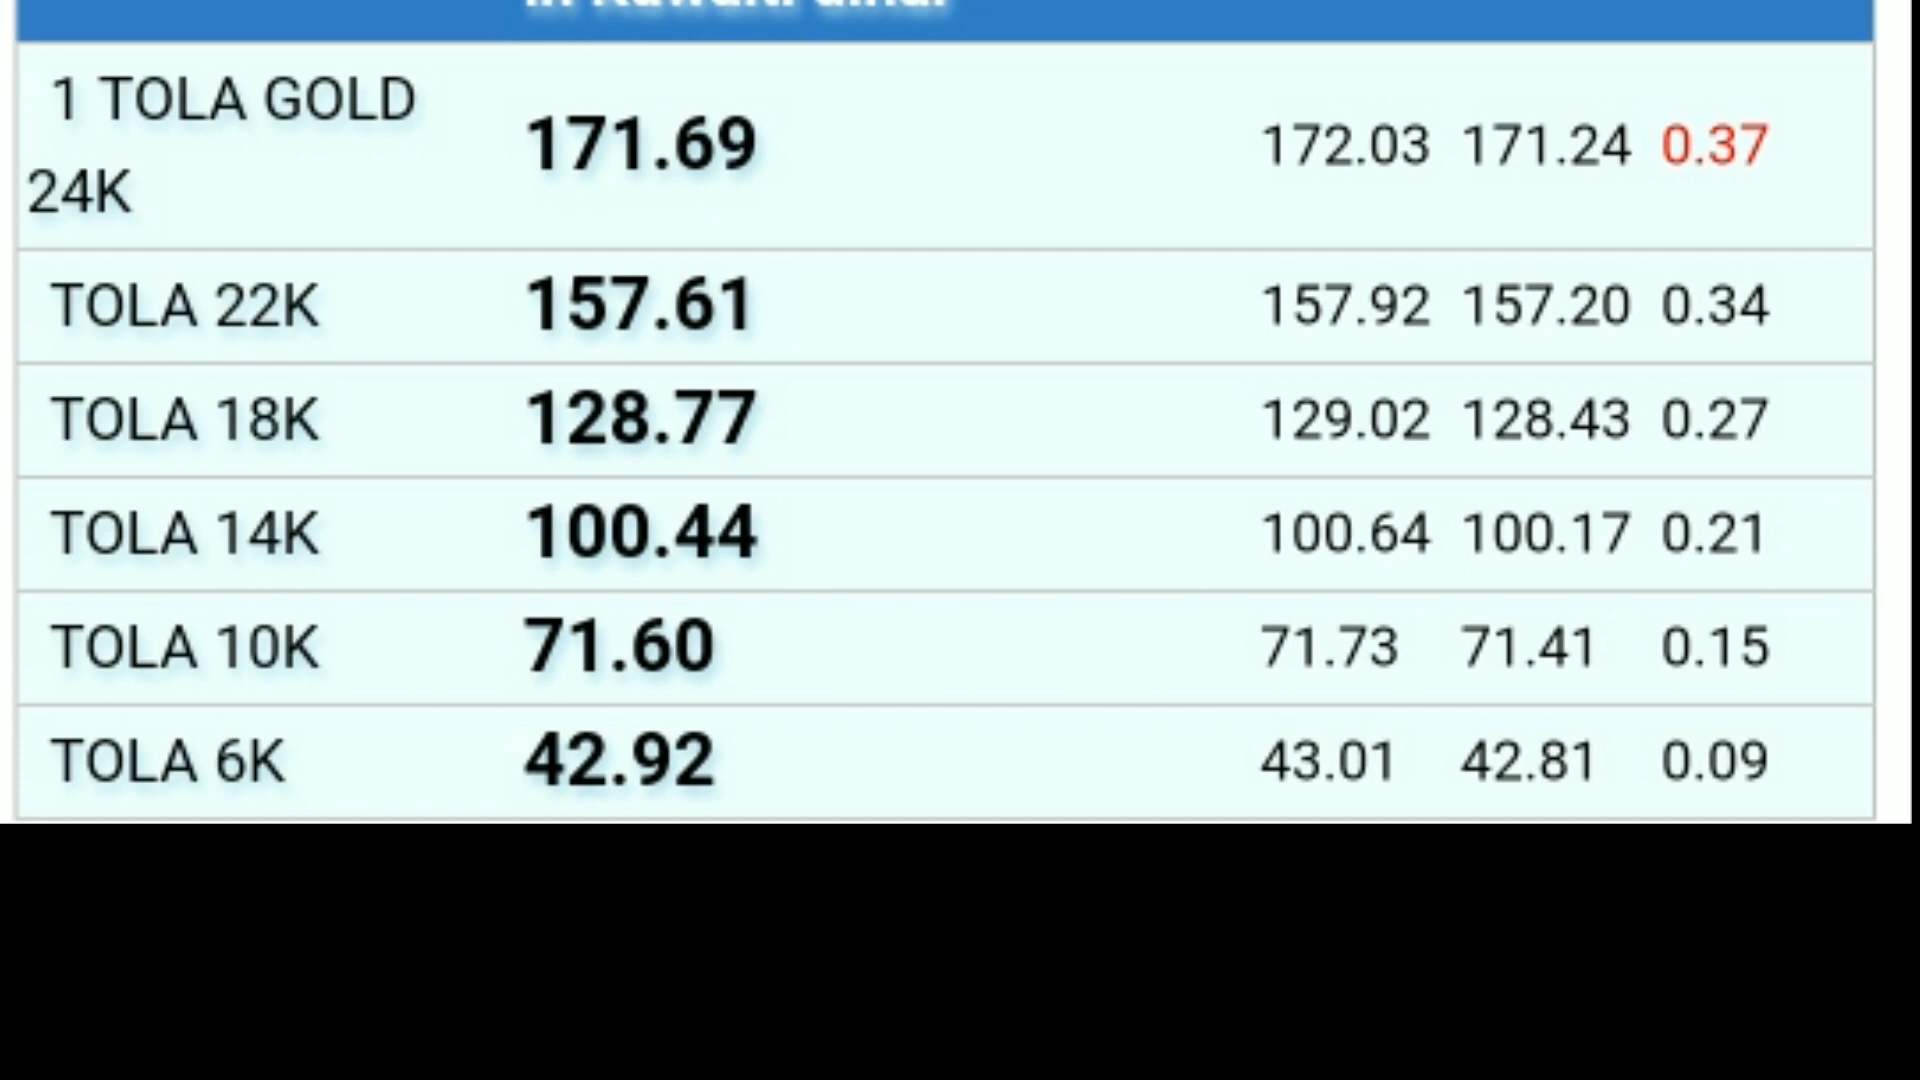 in Kuwaiti dinar
1 TOLA GOLD 24K 171.69 172.03 171.24 0.37
TOLA 22K 157.61 157.92 157.20 0.34
TOLA 18K 128.77 129.02 128.43 0.27
TOLA 14K 100.44 100.64 100.17 0.21
TOLA 10K 71.60 71.73 71.41 0.15
TOLA 6K 42.92 43.01 42.81 0.09